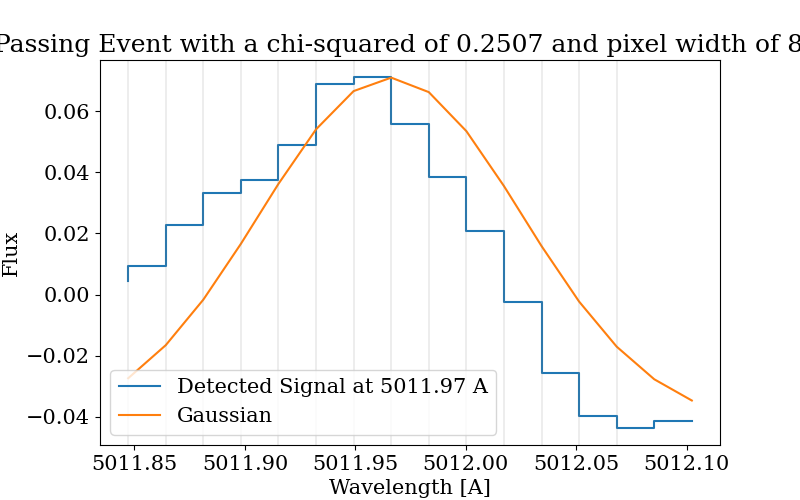 Passing Event with a chi-squared of 0.2507 and pixel width of 8
Flux
0.06
0.04
0.02
0.00
−0.02
−0.04
Detected Signal at 5011.97 A
Gaussian
5011.85 5011.90 5011.95 5012.00 5012.05 5012.10
Wavelength [A]